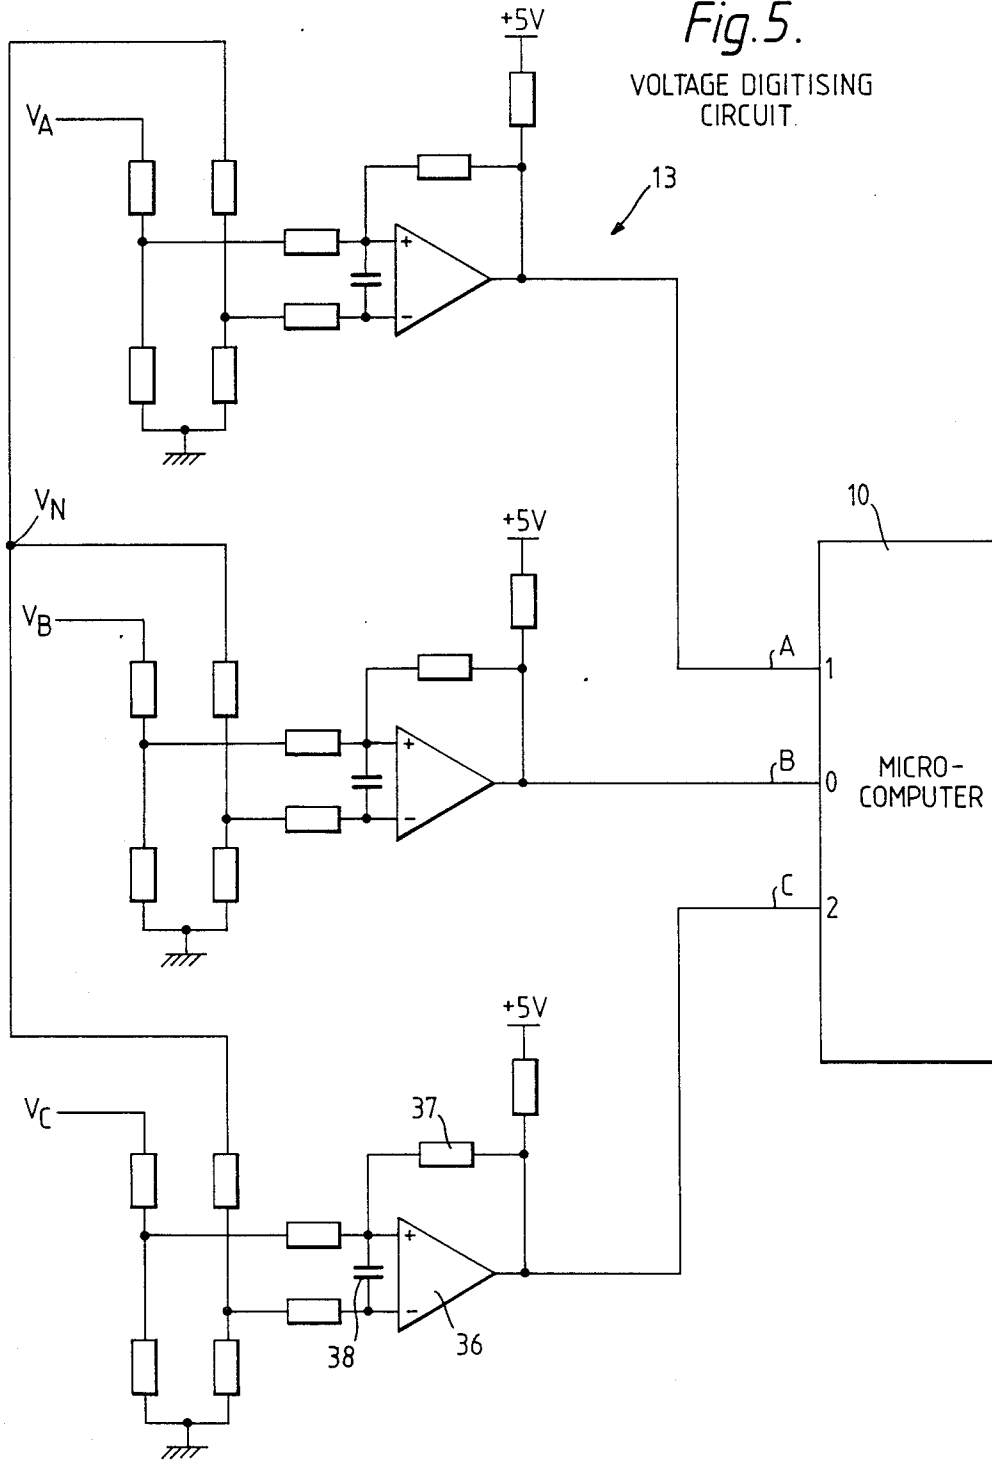 Fig.5.
VOLTAGE DIGITISING
CIRCUIT.
+5V
VA
13
+
-
VN
+5V
10
VB
A
1
+
-
B
0
MICRO-
COMPUTER
C
2
+5V
VC
37
+
-
38
36